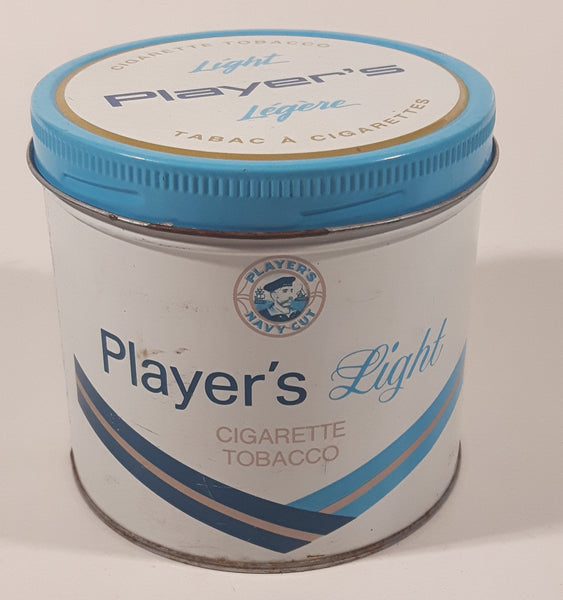 CIGARETTE TOBACCO
Light
Player's
Légère
TABAC À CIGARETTES
PLAYER'S
NAVY CUT
Player's Light
CIGARETTE
TOBACCO